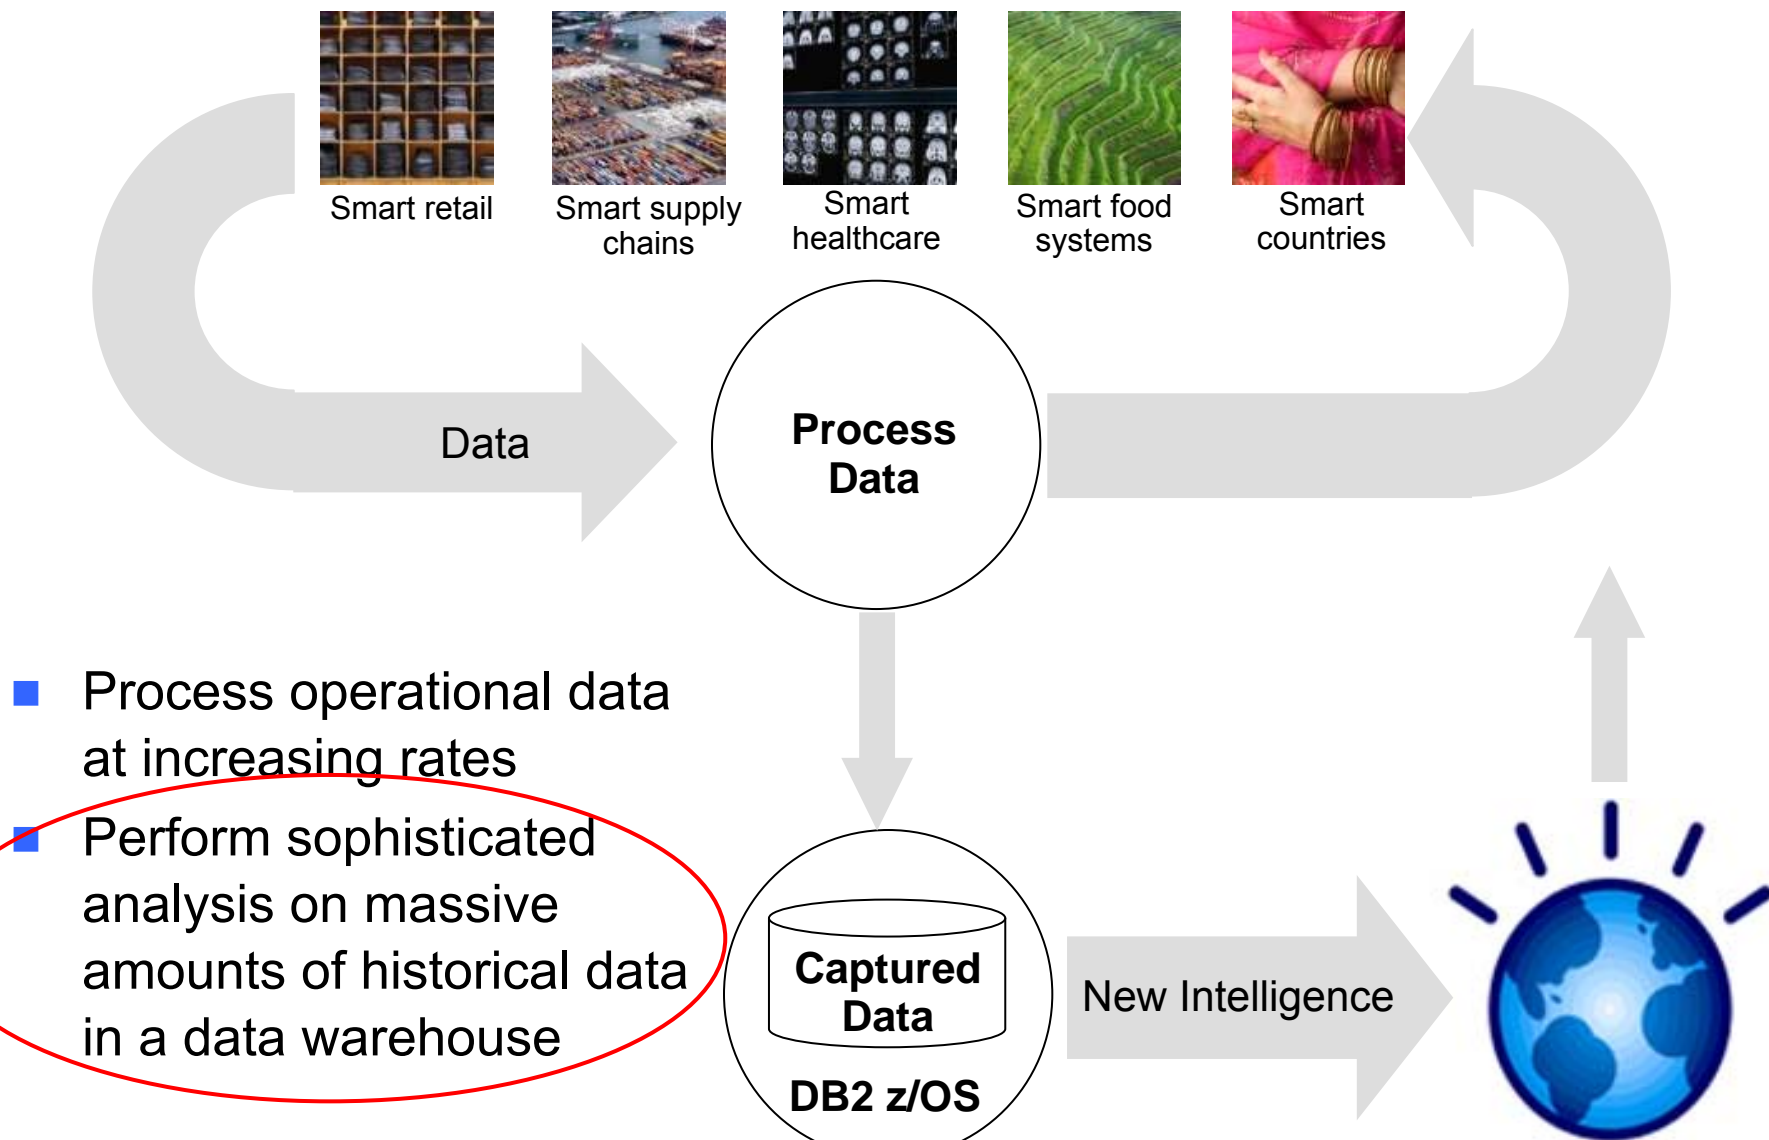 Smart retail
Smart supply
chains
Smart
healthcare
Smart food
systems
Smart
countries
Data
Process
Data
Process operational data
at increasing rates
Perform sophisticated
analysis on massive
amounts of historical data
in a data warehouse
Captured
Data
DB2 z/OS
New Intelligence